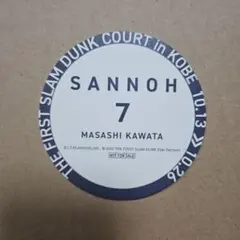 THE FIRST SLAM DUNK COURT in KOBE 10.13 》 10.26
SANNOH
7
MASASHI KAWATA
NOT FOR SALE